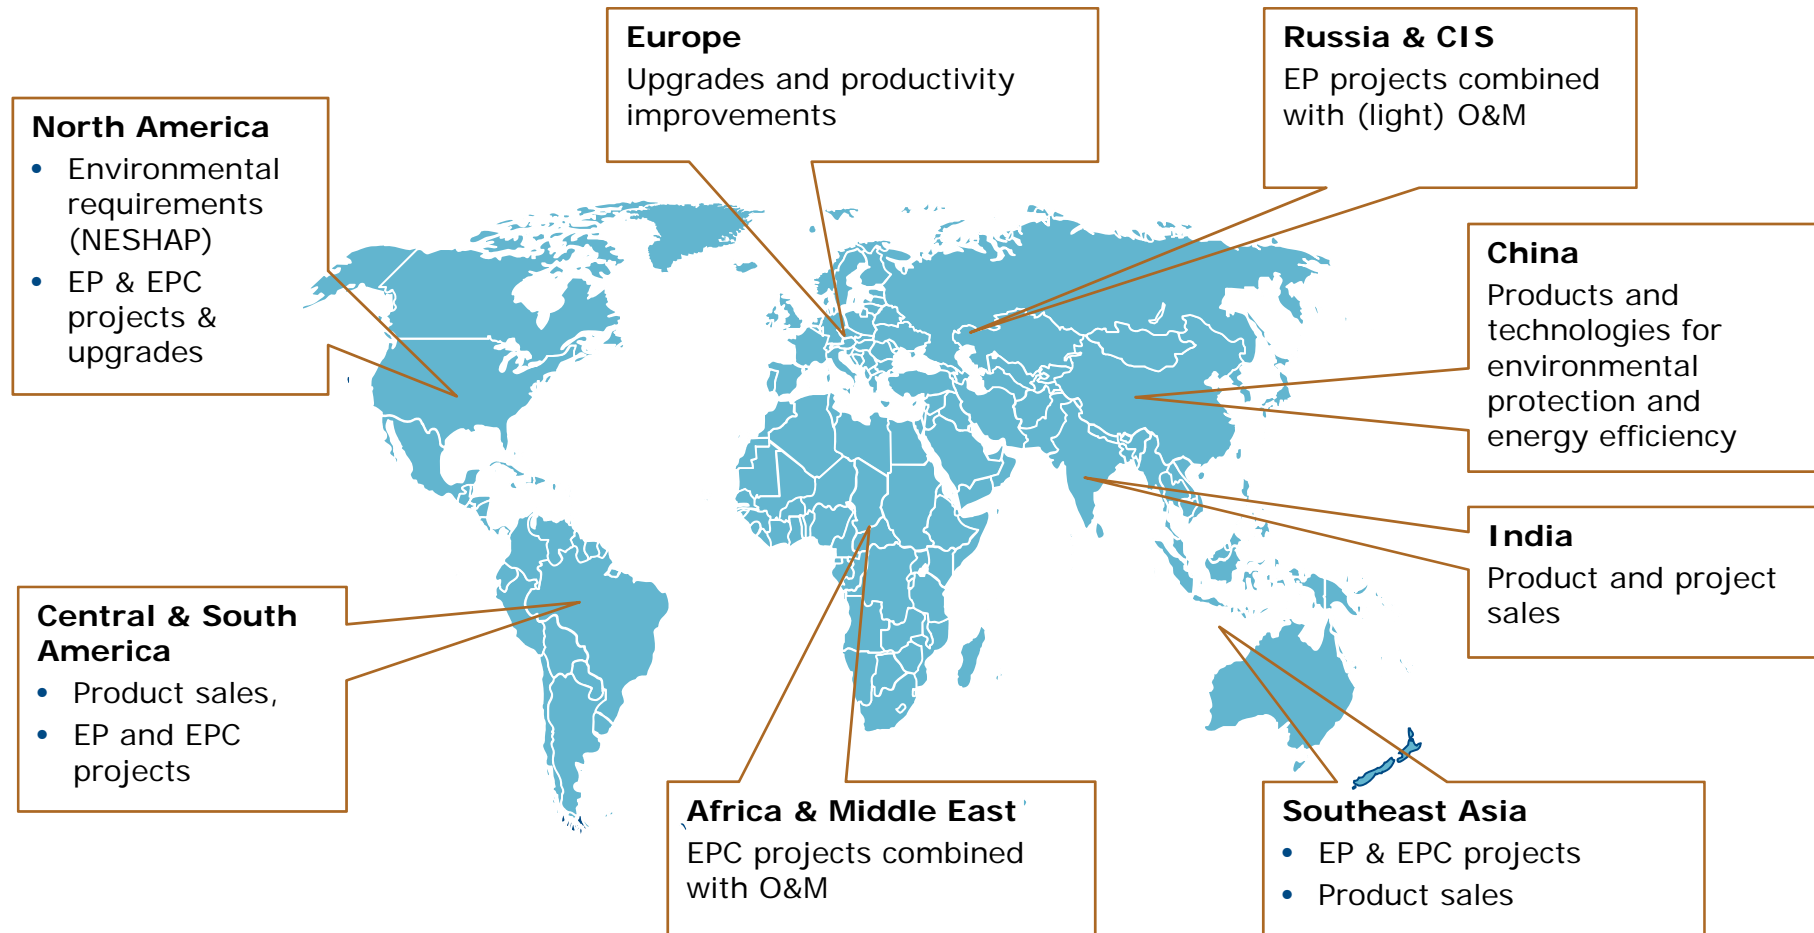 Europe
Upgrades and productivity
improvements
Russia & CIS
EP projects combined
with (light) O&M
North America
• Environmental
requirements
(NESHAP)
• EP & EPC
projects &
upgrades
China
Products and
technologies for
environmental
protection and
energy efficiency
India
Product and project
sales
Central & South
America
• Product sales,
• EP and EPC
projects
Africa & Middle East
EPC projects combined
with O&M
Southeast Asia
• EP & EPC projects
• Product sales